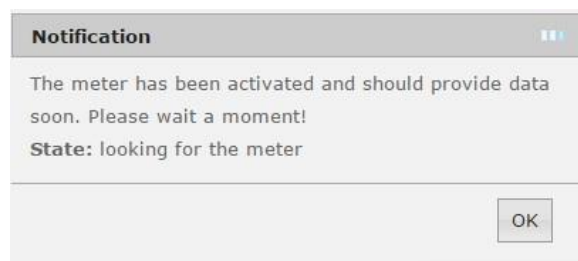 Notification
The meter has been activated and should provide data
soon. Please wait a moment!
State: looking for the meter
OK